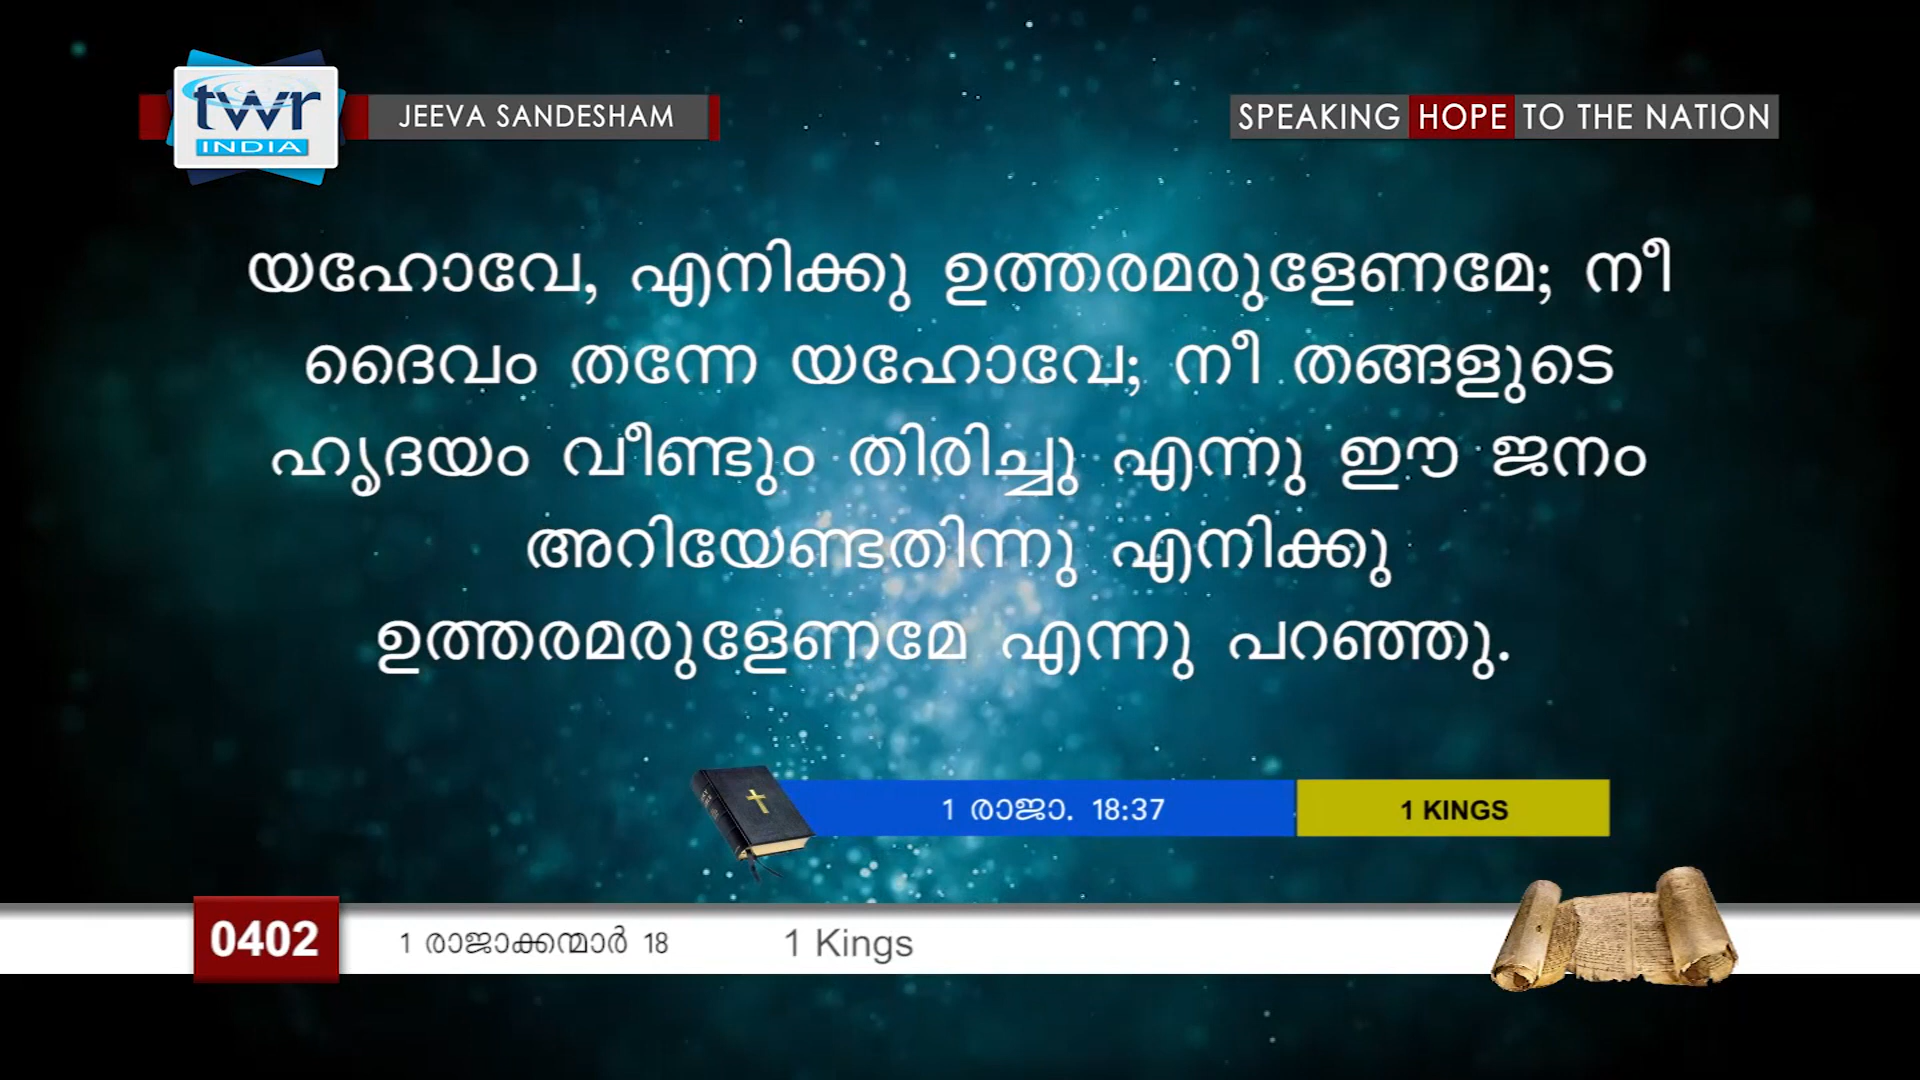 twr
INDIA
JEEVA SANDESHAM
SPEAKING HOPE TO THE NATION
യഹോവേ, എനിക്കു ഉത്തരമരുളേണമേ; നീ
ദൈവം തന്നേ യഹോവേ; നീ തങ്ങളുടെ
ഹൃദയം വീണ്ടും തിരിച്ചു എന്നു ഈ ജനം
അറിയേണ്ടതിന്നു എനിക്കു
ഉത്തരമരുളേണമേ എന്നു പറഞ്ഞു.
1 രാജാ. 18:37
1 KINGS
0402
1 രാജാക്കന്മാർ 18
1 Kings